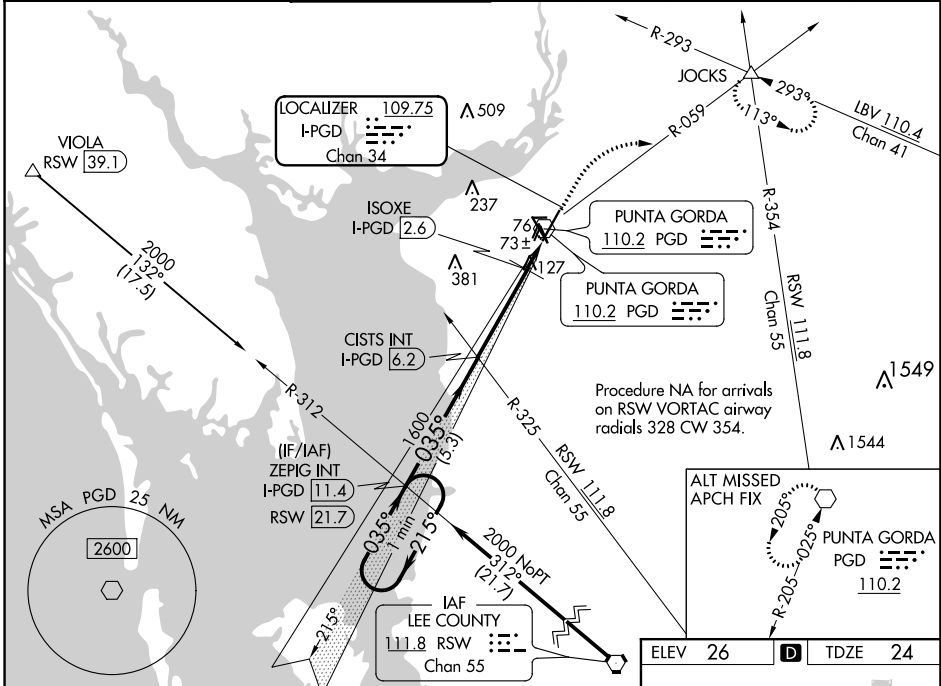 R-293
JOCKS
293°
113°
LBV 110.4
Chan 41
R-059
LOCALIZER 109.75
I-PGD
Chan 34
509
VIOLA
RSW 39.1
237
ISOXE
I-PGD 2.6
76
73±
127
381
PUNTA GORDA
110.2 PGD
PUNTA GORDA
110.2 PGD
R-354
RSW 111.8
Chan 55
2000
132°
(17.5)
CISTS INT
I-PGD 6.2
R-312
R-325
RSW 111.8
Chan 55
1549
Procedure NA for arrivals
on RSW VORTAC airway
radials 328 CW 354.
1544
1600
035°
(5.3)
(IF/IAF)
ZEPIG INT
I-PGD 11.4
RSW 21.7
MSA PGD 25 NM
2600
035°
1 min
215°
215°
2000 NoPT
312°
(21.7)
IAF
LEE COUNTY
111.8 RSW
Chan 55
ALT MISSED
APCH FIX
205°
R-205
025°
PUNTA GORDA
PGD
110.2
ELEV 26
D
TDZE 24